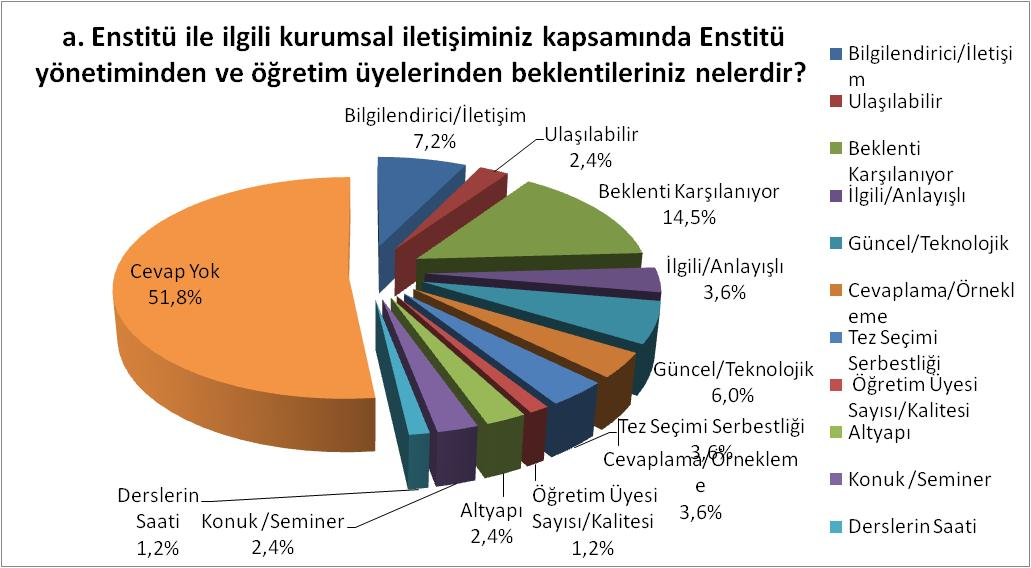 a. Enstitü ile ilgili kurumsal iletişiminiz kapsamında Enstitü
yönetiminden ve öğretim üyelerinden beklentileriniz nelerdir?
Bilgilendirici/İletişim
7,2%
Ulaşılabilir
2,4%
Beklenti Karşılanıyor
14,5%
İlgili/Anlayışlı
3,6%
Güncel/Teknolojik
6,0%
Tez Seçimi Serbestliği
3,6%
Cevaplama/Örneklem
e
3,6%
Öğretim Üyesi
Sayısı/Kalitesi
1,2%
Altyapı
2,4%
Konuk /Seminer
2,4%
Derslerin
Saati
1,2%
Cevap Yok
51,8%
Bilgilendirici/İletişi
m
Ulaşılabilir
Beklenti
Karşılanıyor
İlgili/Anlayışlı
Güncel/Teknolojik
Cevaplama/Örnekl
eme
Tez Seçimi
Serbestliği
Öğretim Üyesi
Sayısı/Kalitesi
Altyapı
Konuk /Seminer
Derslerin Saati